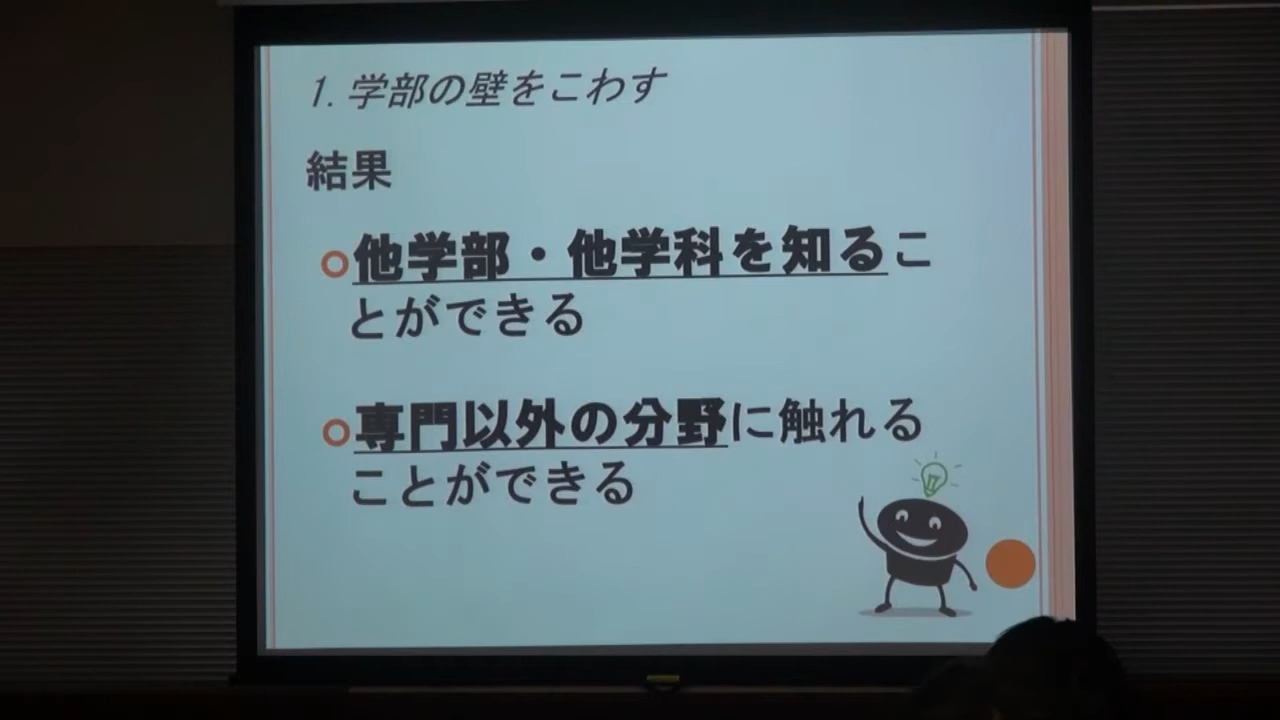 1. 学部の壁をこわす
結果
他学部・他学科を知るこ
とができる
専門以外の分野に触れる
ことができる